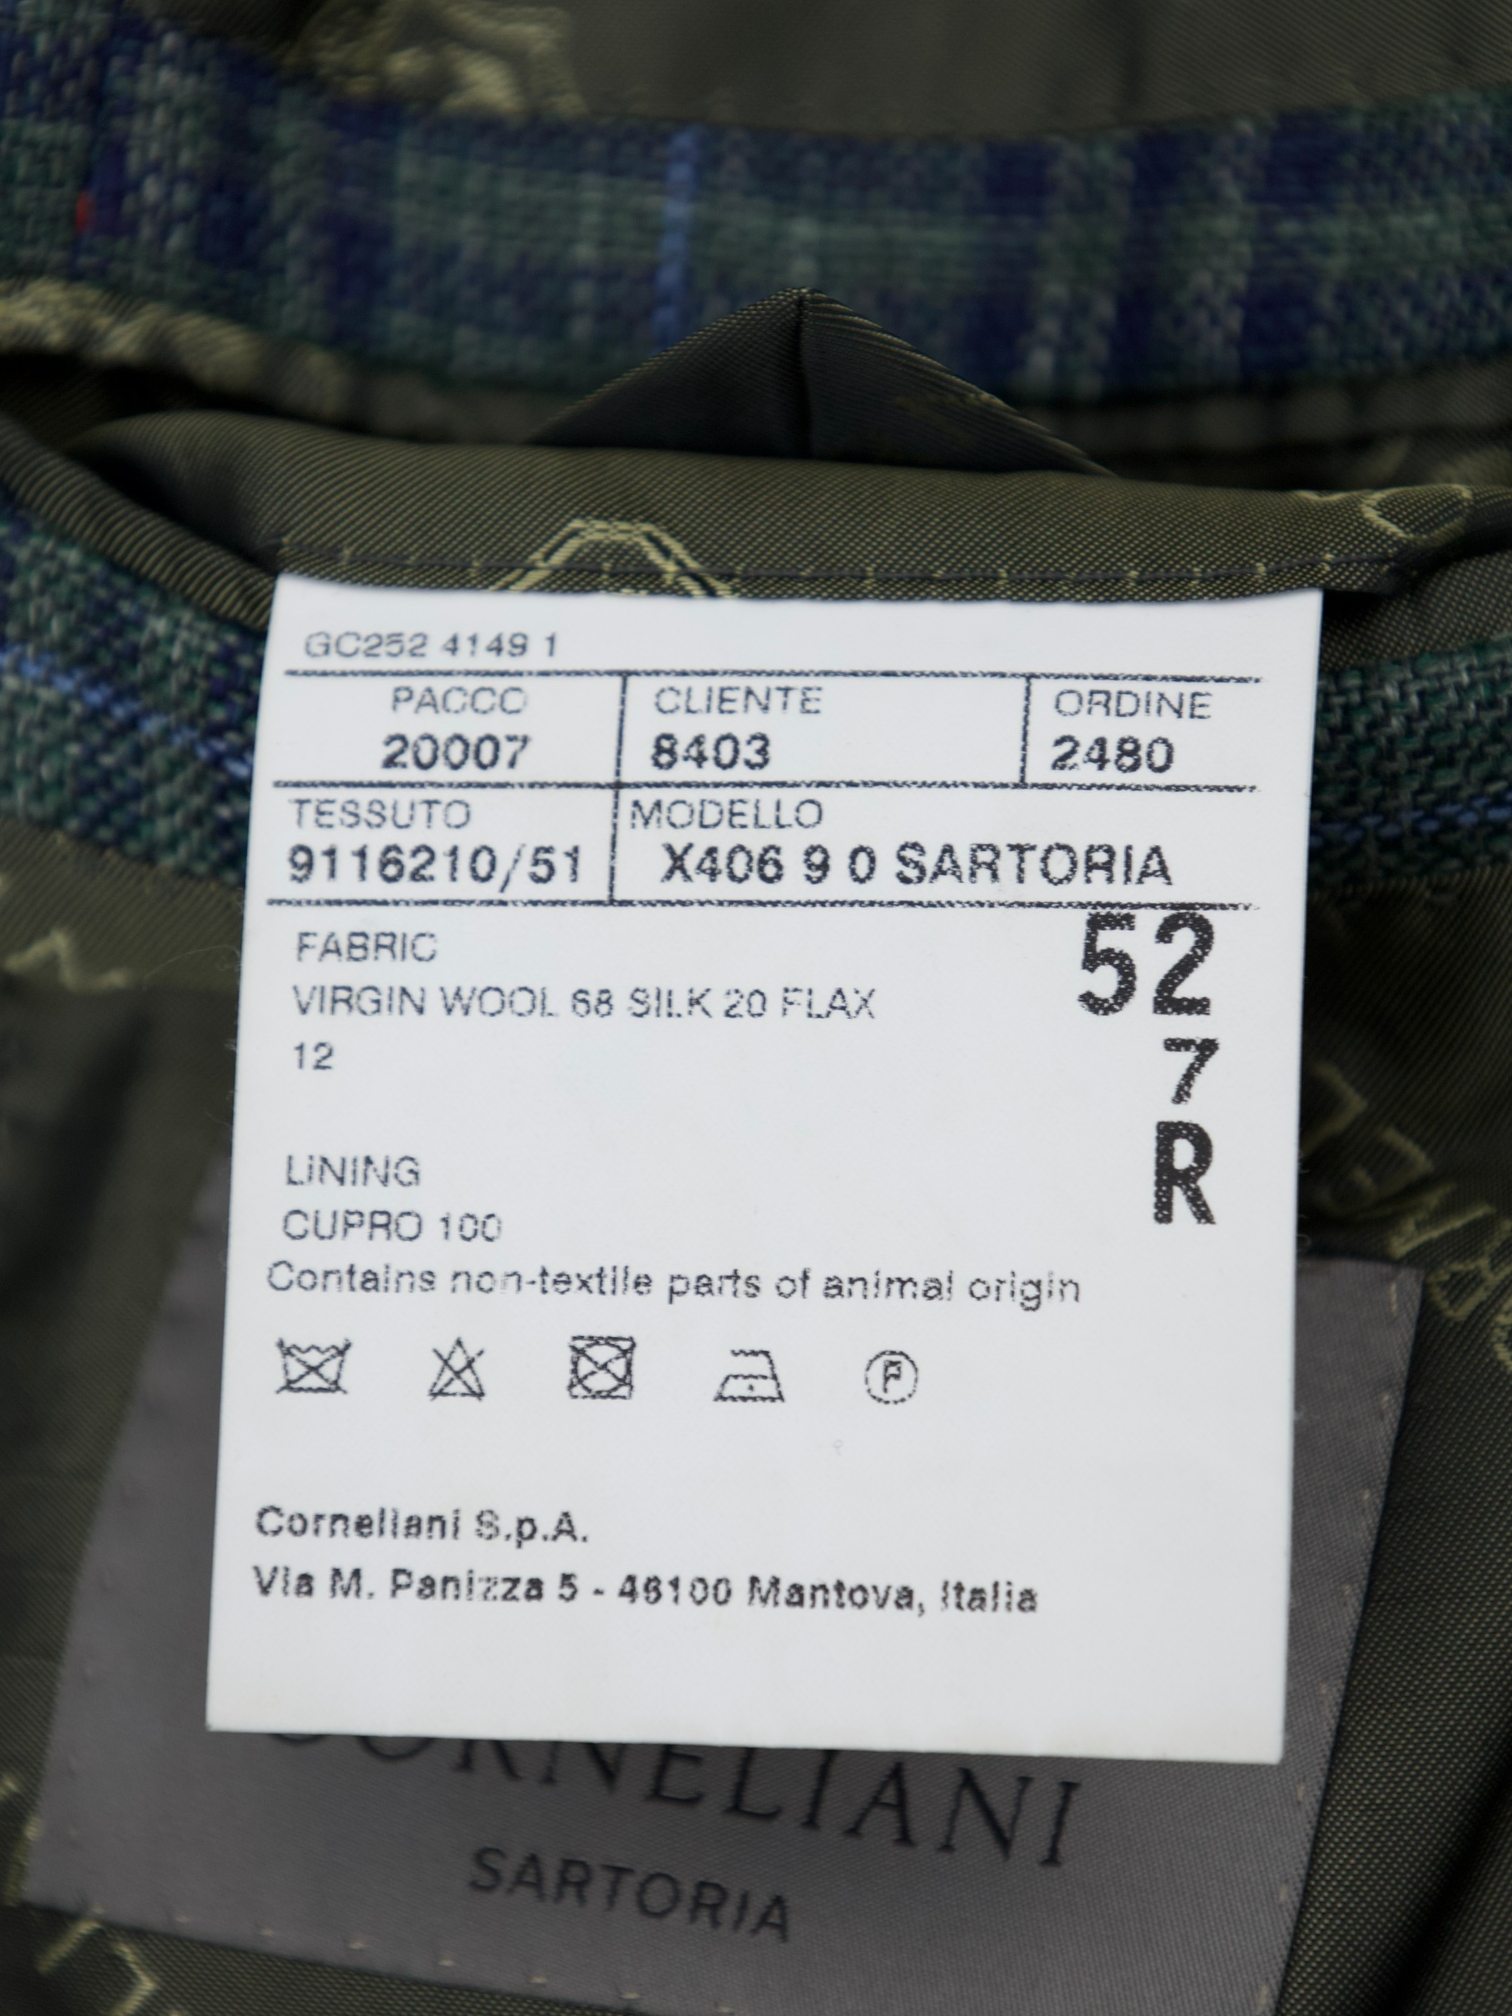 GC252 4149 1
PACCO CLIENTE ORDINE
20007 8403 2480
TESSUTO MODELLO
9116210/51 X406 9 0 SARTORIA
FABRIC
52
VIRGIN WOOL 68 SILK 20 FLAX
12
7
R
LINING
CUPRO 100
Contains non-textile parts of animal origin
P
Corneliani S.p.A.
Via M. Panizza 5 - 46100 Mantova, Italia
CORNELIANI
SARTORIA